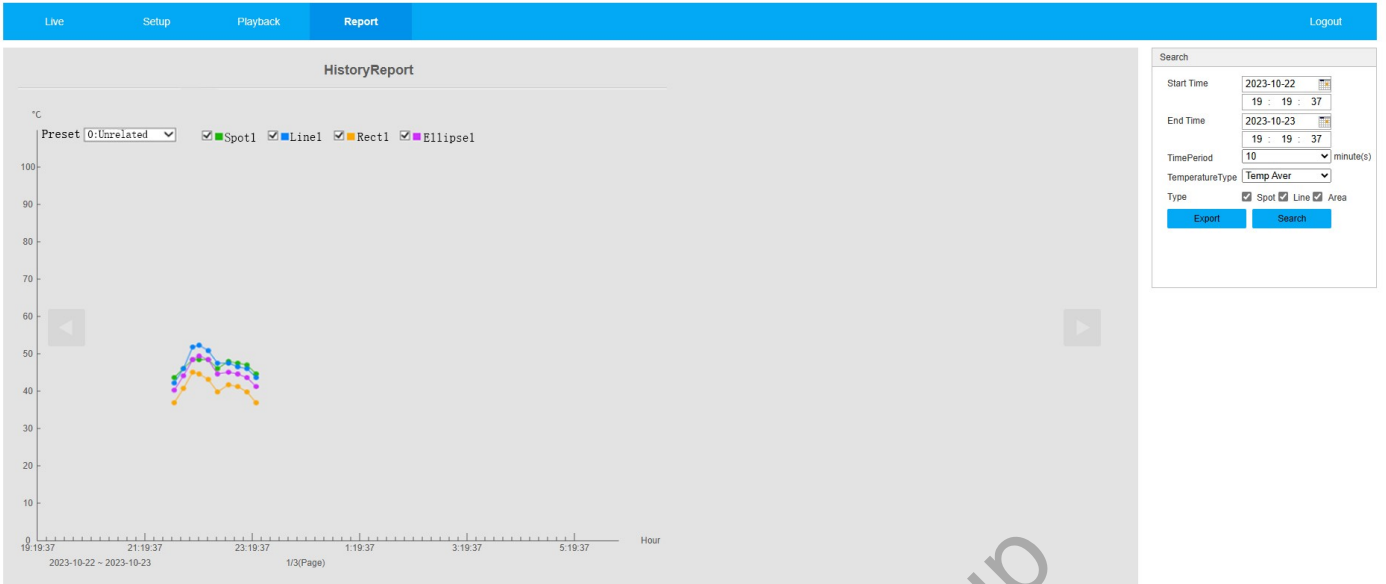 Live Setup Playback Report Logout
HistoryReport
°C
Preset 0:Unrelated Spot1 Line1 Rect1 Ellipse1
100
90
80
70
60
50
40
30
20
10
0
19:19:37 21:19:37 23:19:37 1:19:37 3:19:37 5:19:37 Hour
2023-10-22 ~ 2023-10-23 1/3(Page)
Search
Start Time 2023-10-22
19 : 19 : 37
End Time 2023-10-23
19 : 19 : 37
TimePeriod 10 minute(s)
TemperatureType Temp Aver
Type Spot Line Area
Export Search
up